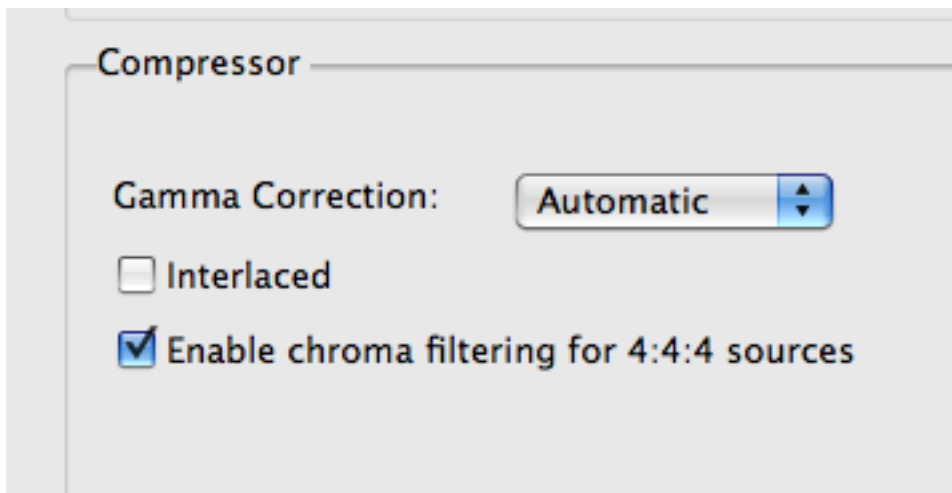 Compressor
Gamma Correction: Automatic
Interlaced
Enable chroma filtering for 4:4:4 sources